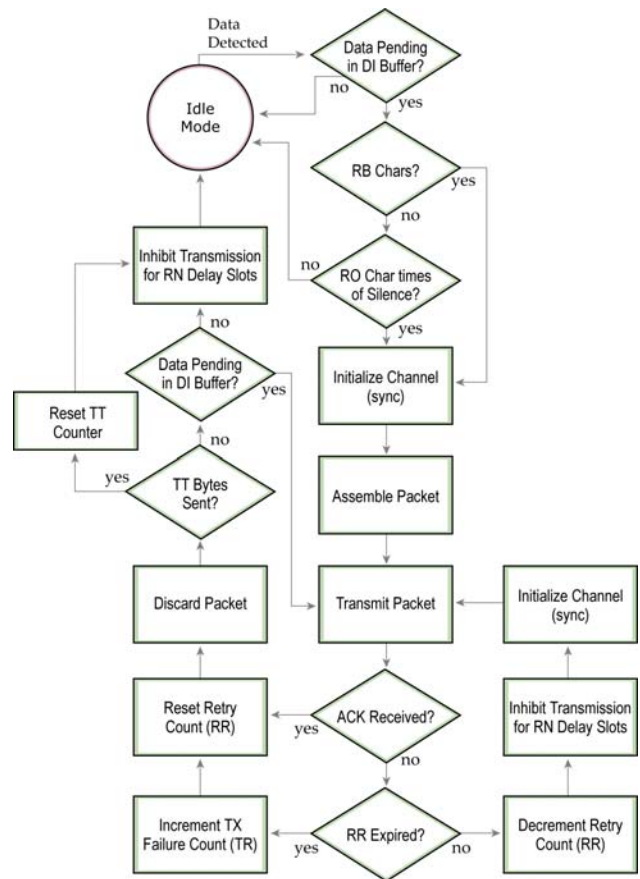 Data
Detected
Data Pending
in DI Buffer?
no
yes
Idle
Mode
RB Chars?
yes
no
Inhibit Transmission
for RN Delay Slots
no
RO Char times
of Silence?
yes
no
Data Pending
in DI Buffer?
yes
Initialize Channel
(sync)
Reset TT
Counter
no
yes
TT Bytes
Sent?
Assemble Packet
Discard Packet
Transmit Packet
Initialize Channel
(sync)
Reset Retry
Count (RR)
yes
ACK Received?
no
Inhibit Transmission
for RN Delay Slots
Increment TX
Failure Count (TR)
yes
RR Expired?
no
Decrement Retry
Count (RR)